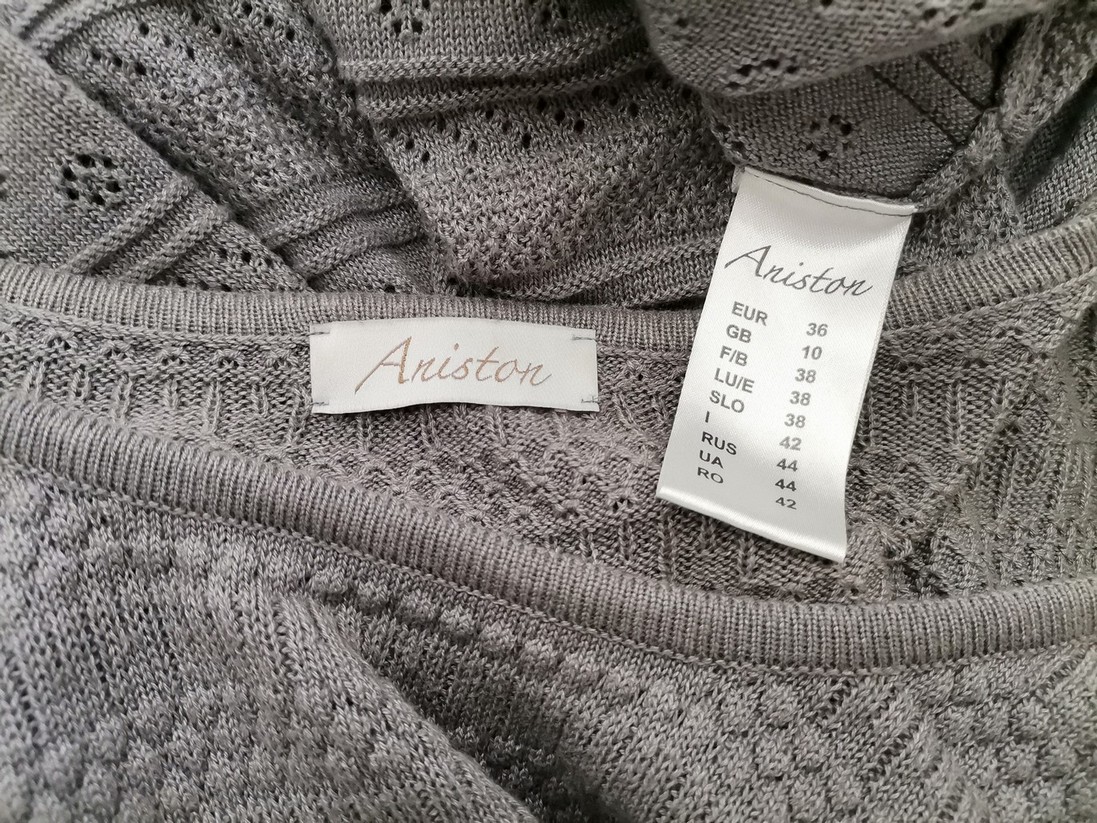 Aniston
Aniston
EUR 36
GB 10
F/B 38
LU/E 38
SLO 38
I 42
RUS 44
UA 44
RO 42